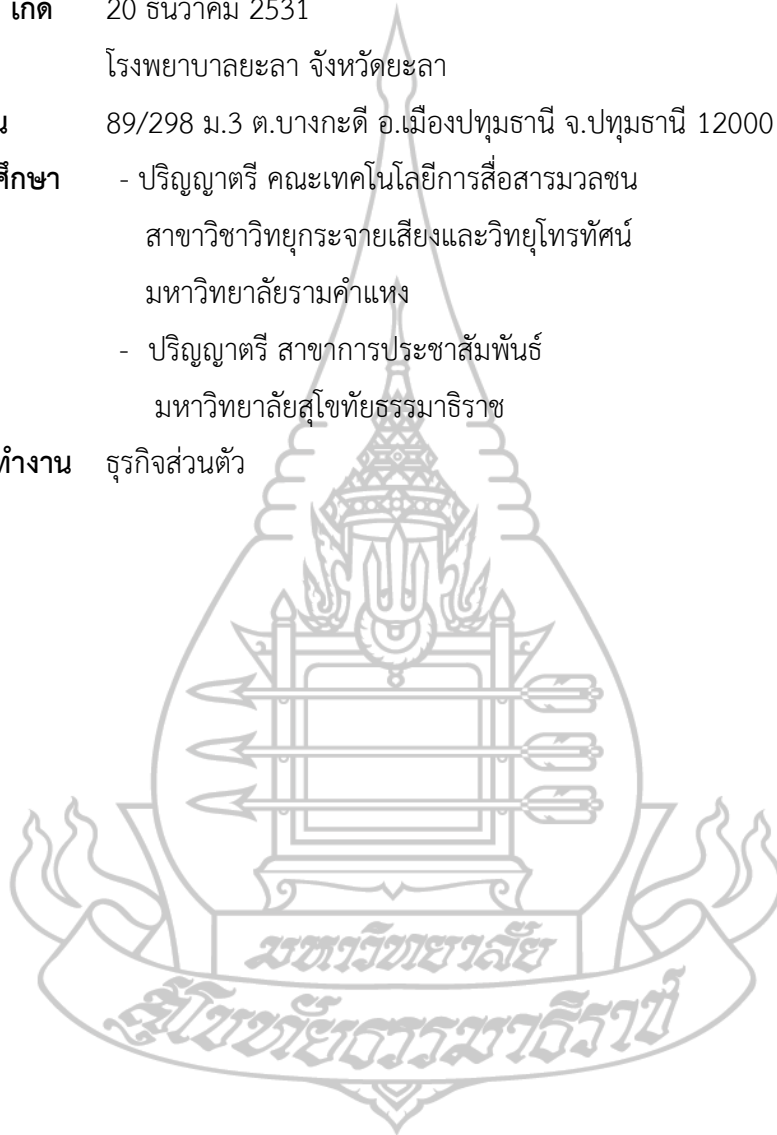 เกิด 20 ธันวาคม 2531
โรงพยาบาลยะลา จังหวัดยะลา
89/298 ม.3 ต.บางกะดี อ.เมืองปทุมธานี จ.ปทุมธานี 12000
ศึกษา - ปริญญาตรี คณะเทคโนโลยีการสื่อสารมวลชน
สาขาวิชาวิทยุกระจายเสียงและวิทยุโทรทัศน์
มหาวิทยาลัยรามคำแหง
- ปริญญาตรี สาขาการประชาสัมพันธ์
มหาวิทยาลัยสุโขทัยธรรมาธิราช
ทำงาน ธุรกิจส่วนตัว
มหาวิทยาลัย
สุโขทัยธรรมาธิราช